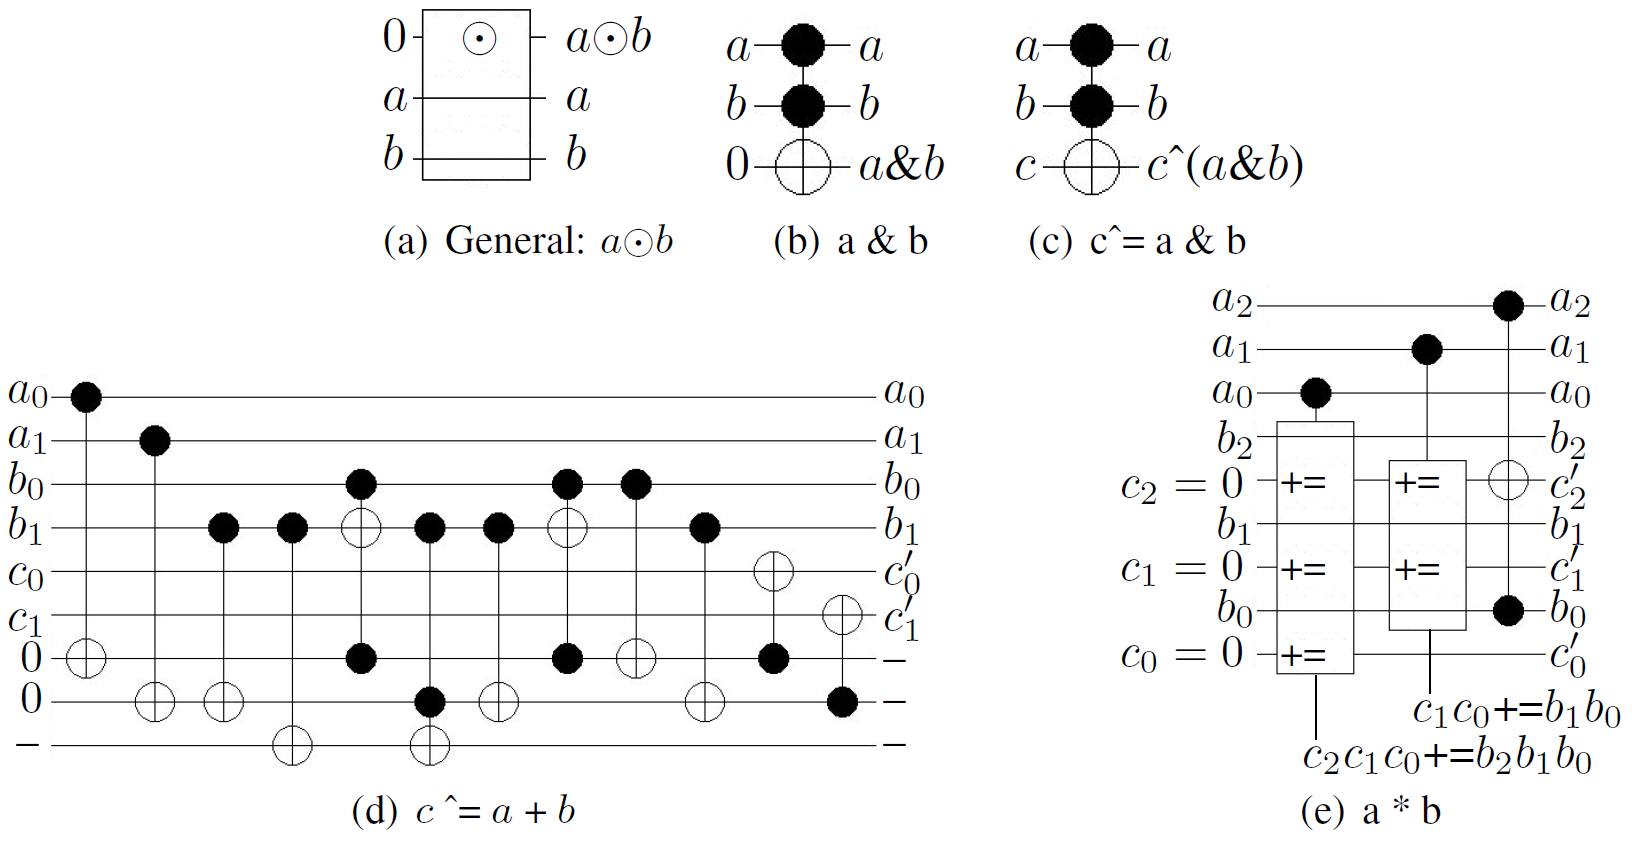 0 ⊙ a⊙b
a a
b b
(a) General: a⊙b
a a
b b
0 a&b
(b) a & b
a a
b b
c cˆ(a&b)
(c) cˆ= a & b
a₀ a₀
a₁ a₁
b₀ b₀
b₁ b₁
c₀ c′₀
c₁ c′₁
0 –
0 –
– –
(d) c ˆ= a + b
a₂ a₂
a₁ a₁
a₀ a₀
b₂ b₂
c₂ = 0 += += c′₂
b₁ b₁
c₁ = 0 += += c′₁
b₀ b₀
c₀ = 0 += c′₀
c₁c₀+=b₁b₀
c₂c₁c₀+=b₂b₁b₀
(e) a * b